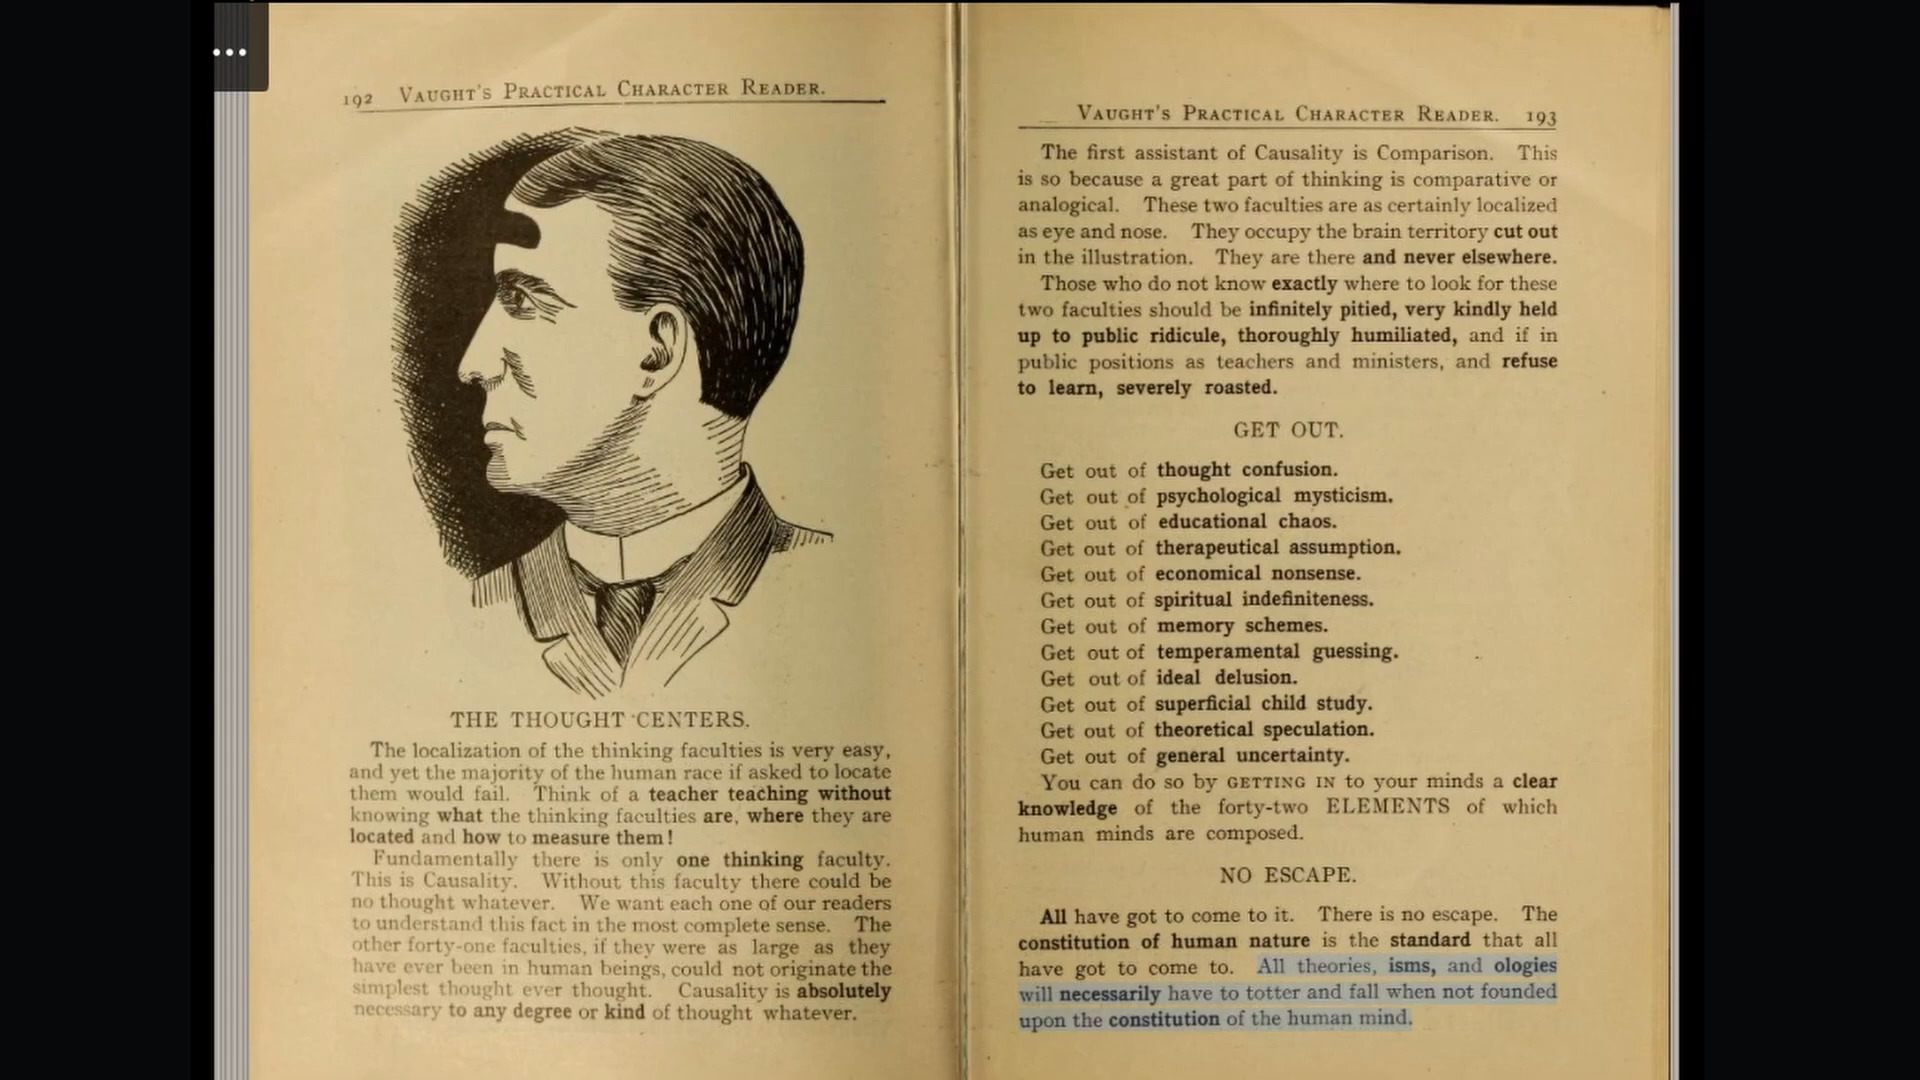 192 VAUGHT'S PRACTICAL CHARACTER READER.
THE THOUGHT CENTERS.
The localization of the thinking faculties is very easy,
and yet the majority of the human race if asked to locate
them would fail. Think of a teacher teaching without
knowing what the thinking faculties are, where they are
located and how to measure them!
Fundamentally there is only one thinking faculty.
This is Causality. Without this faculty there could be
no thought whatever. We want each one of our readers
to understand this fact in the most complete sense. The
other forty-one faculties, if they were as large as they
have ever been in human beings, could not originate the
simplest thought ever thought. Causality is absolutely
necessary to any degree or kind of thought whatever.
VAUGHT'S PRACTICAL CHARACTER READER. 193
The first assistant of Causality is Comparison. This
is so because a great part of thinking is comparative or
analogical. These two faculties are as certainly localized
as eye and nose. They occupy the brain territory cut out
in the illustration. They are there and never elsewhere.
Those who do not know exactly where to look for these
two faculties should be infinitely pitied, very kindly held
up to public ridicule, thoroughly humiliated, and if in
public positions as teachers and ministers, and refuse
to learn, severely roasted.
GET OUT.
Get out of thought confusion.
Get out of psychological mysticism.
Get out of educational chaos.
Get out of therapeutical assumption.
Get out of economical nonsense.
Get out of spiritual indefiniteness.
Get out of memory schemes.
Get out of temperamental guessing.
Get out of ideal delusion.
Get out of superficial child study.
Get out of theoretical speculation.
Get out of general uncertainty.
You can do so by GETTING IN to your minds a clear
knowledge of the forty-two ELEMENTS of which
human minds are composed.
NO ESCAPE.
All have got to come to it. There is no escape. The
constitution of human nature is the standard that all
have got to come to. All theories, isms, and ologies
will necessarily have to totter and fall when not founded
upon the constitution of the human mind.